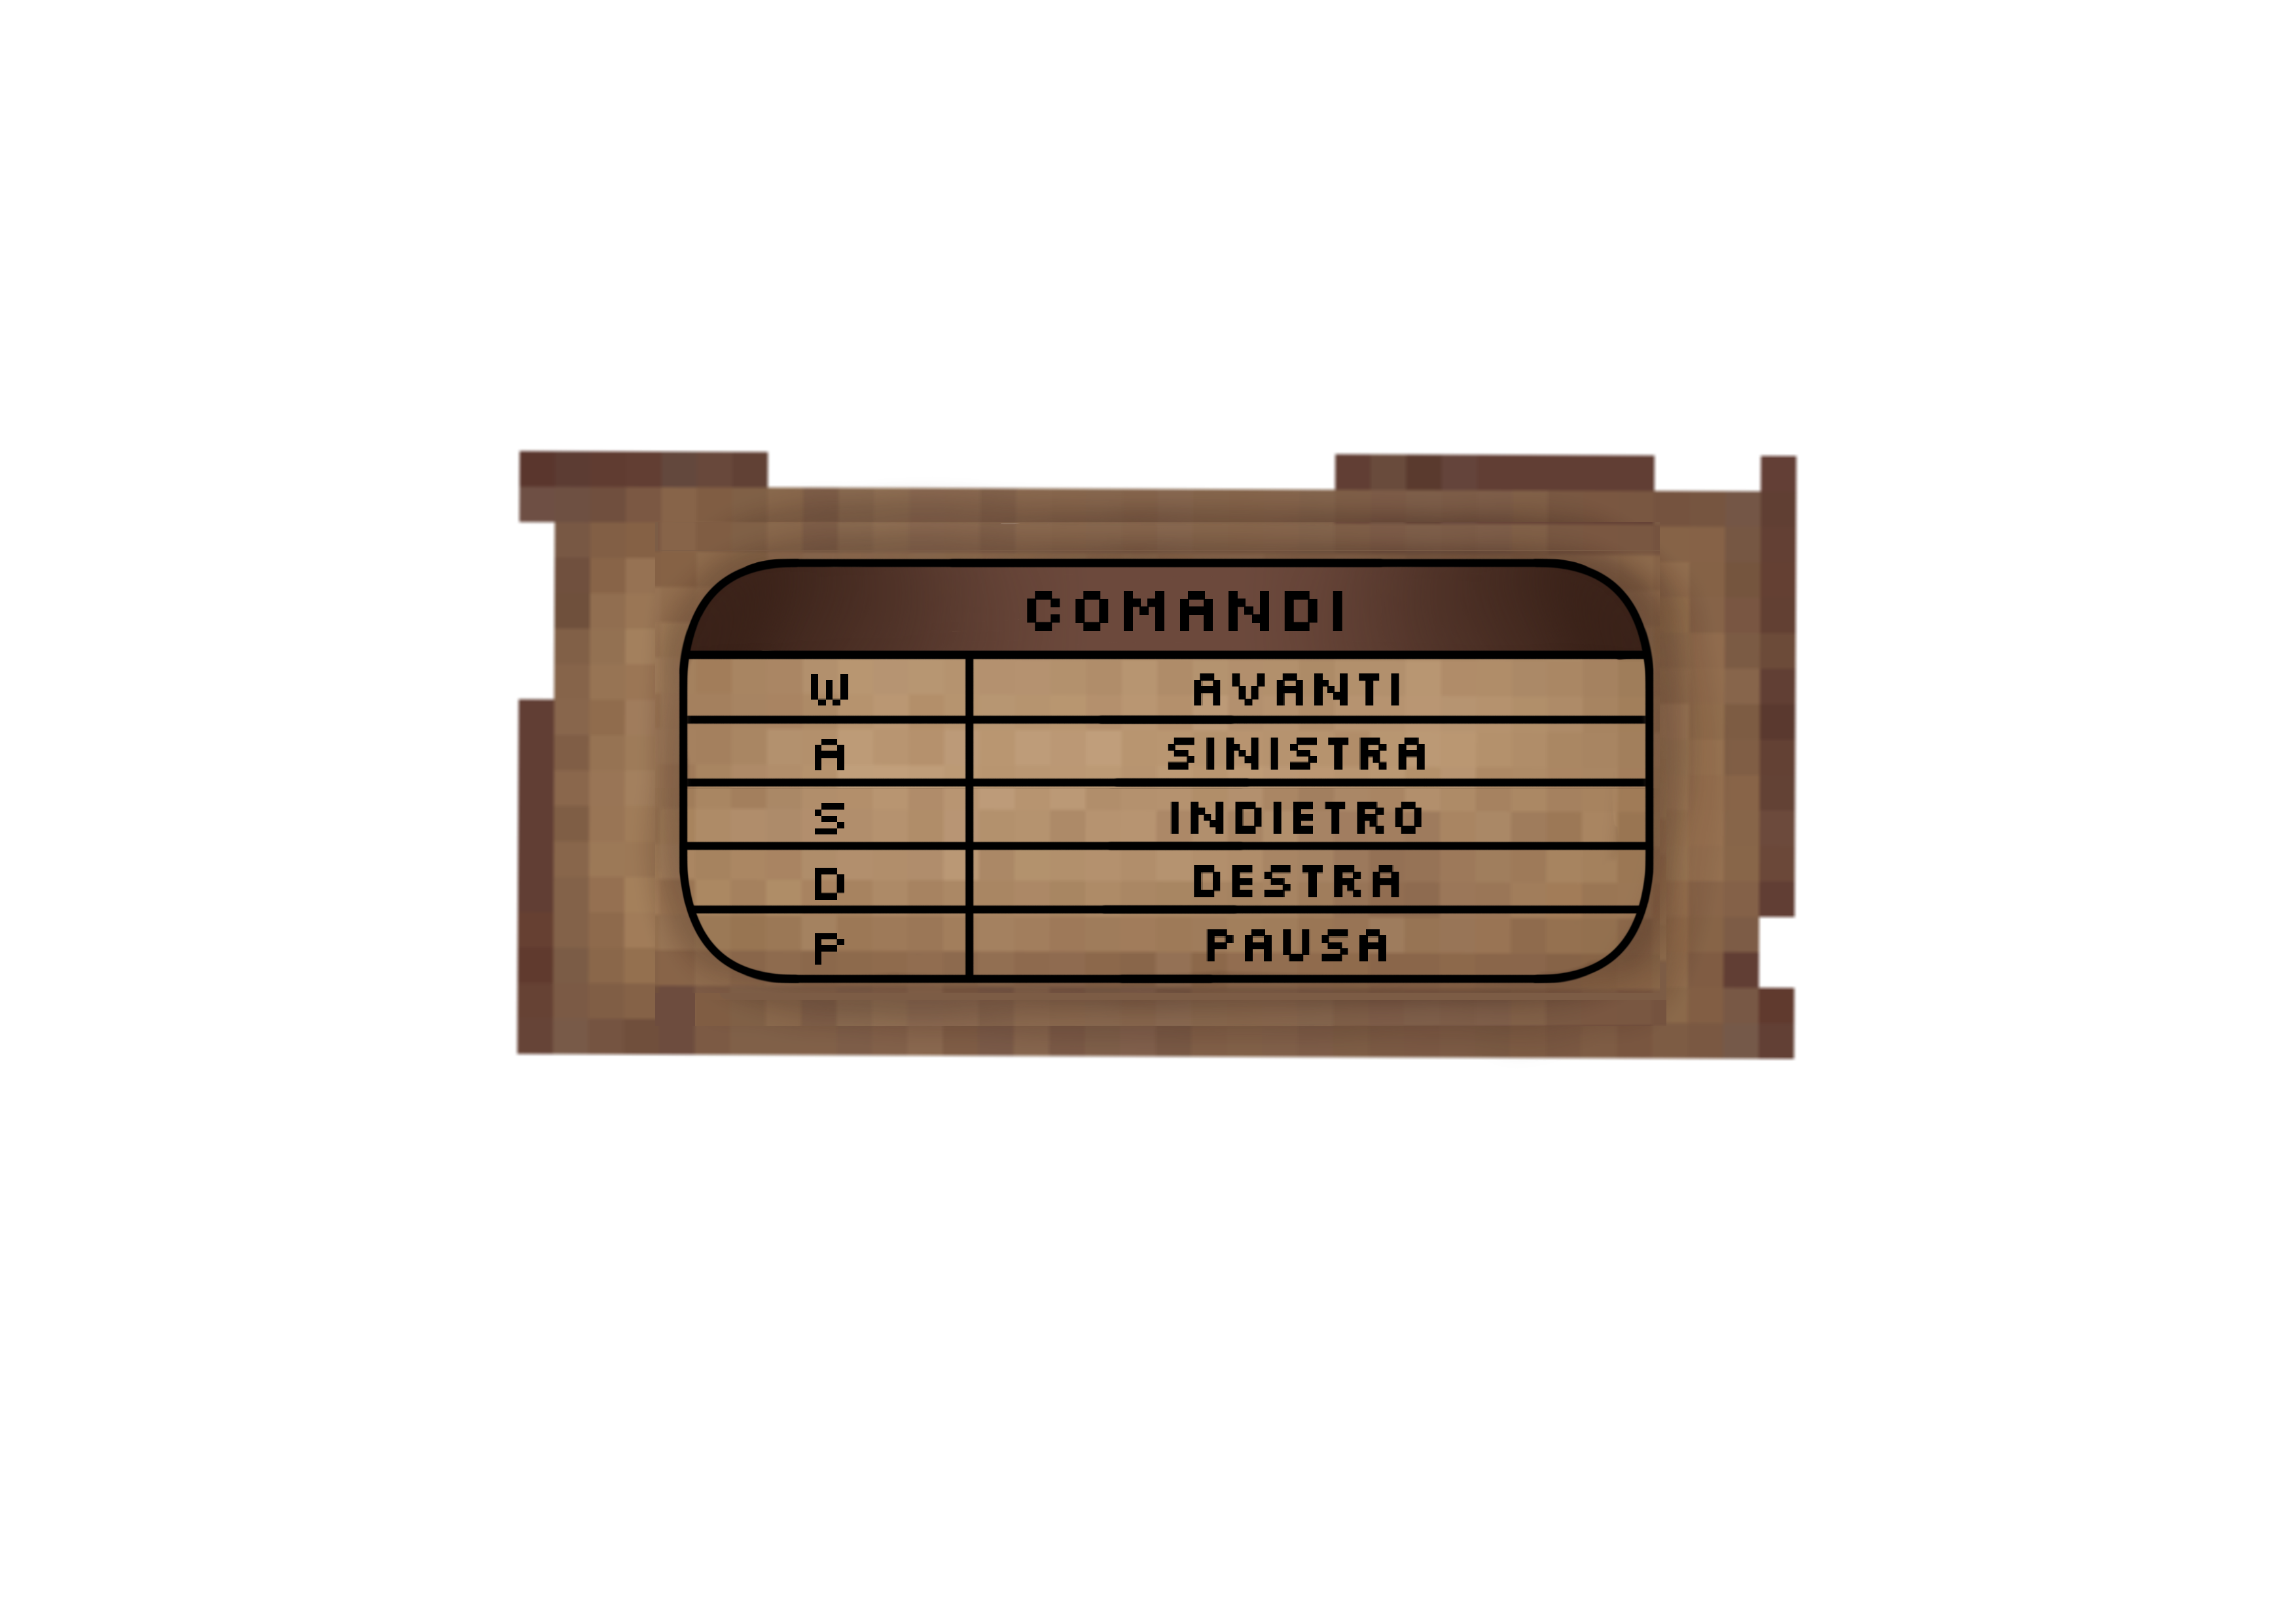 COMANDI
W AVANTI
A SINISTRA
S INDIETRO
D DESTRA
P PAUSA